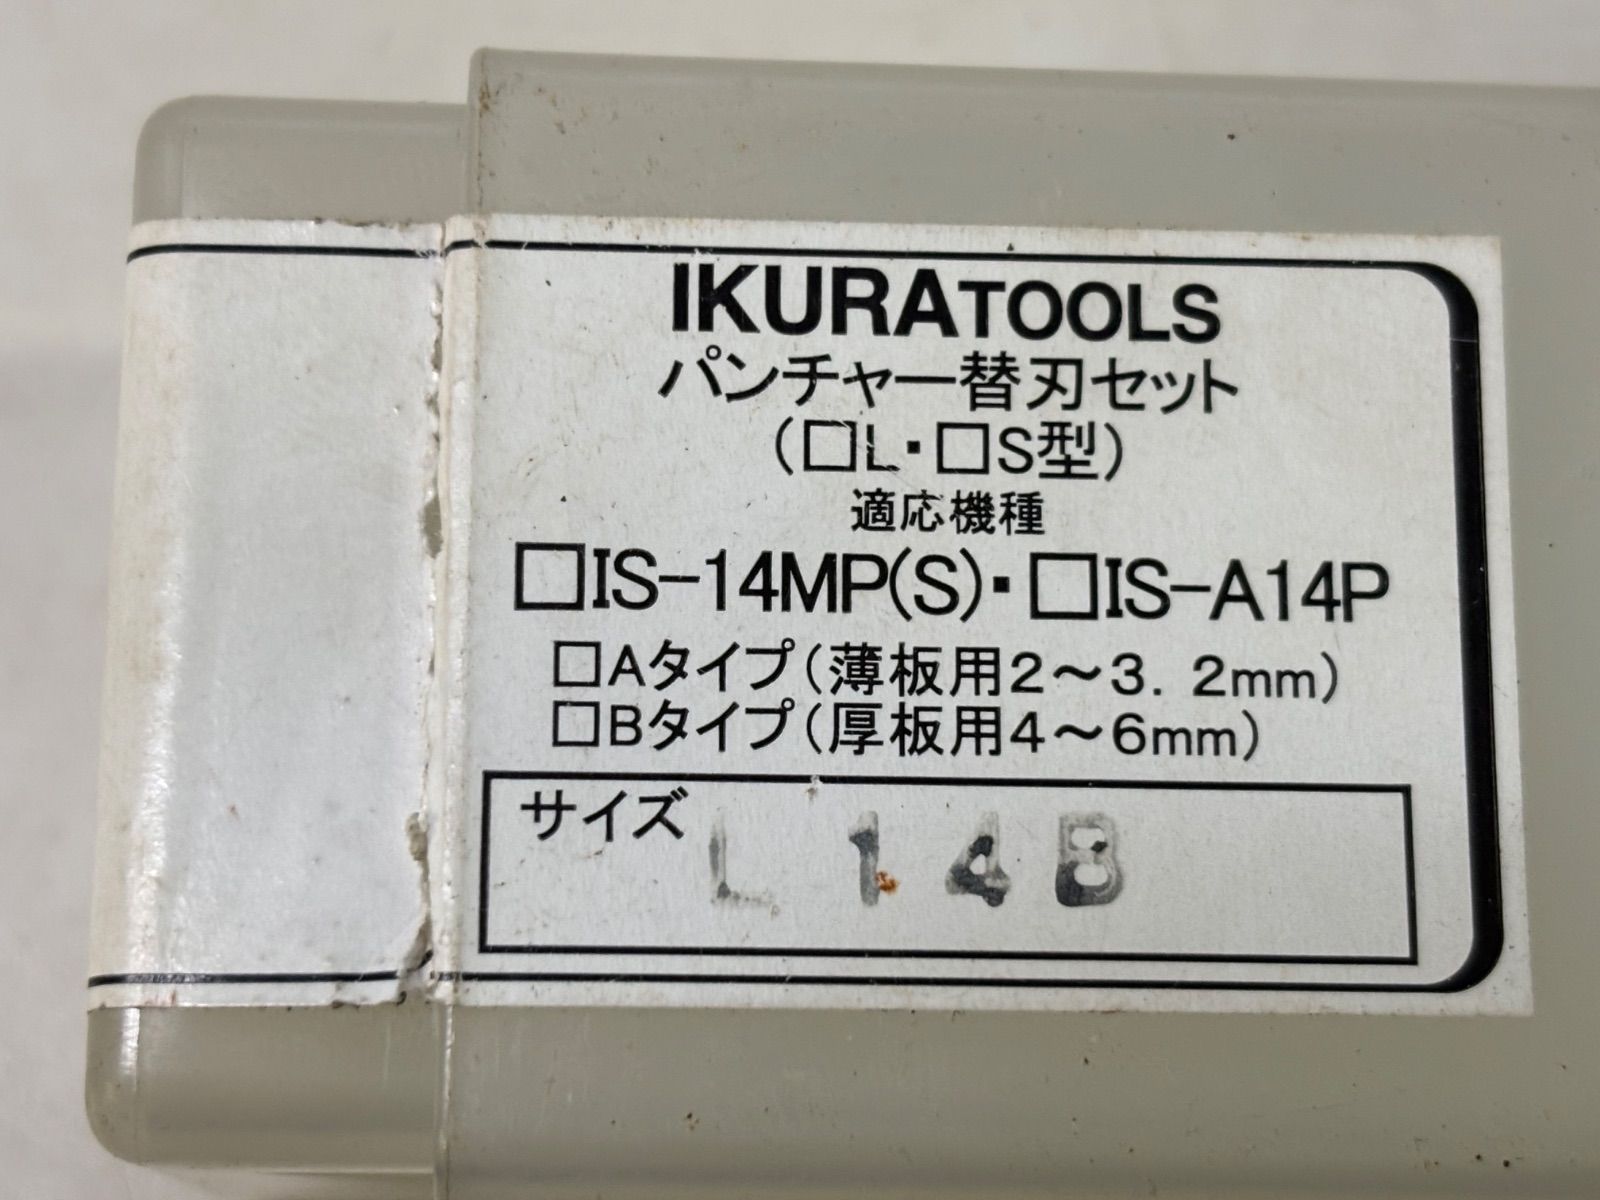 IKURATOOLS
パンチャー替刃セット
(□L・□S型)
適応機種
□IS-14MP(S)・□IS-A14P
□Aタイプ(薄板用2～3.2mm)
□Bタイプ(厚板用4～6mm)
サイズ L 14B